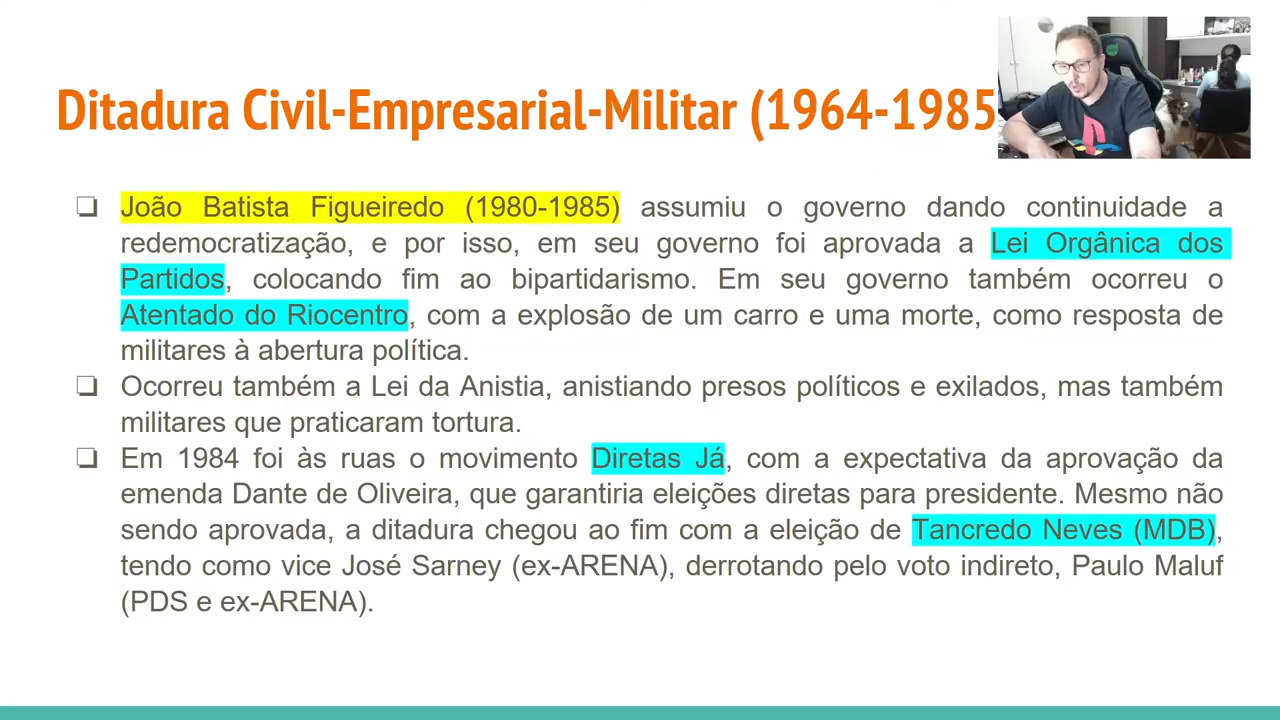 Ditadura Civil-Empresarial-Militar (1964-1985
João Batista Figueiredo (1980-1985) assumiu o governo dando continuidade a
redemocratização, e por isso, em seu governo foi aprovada a Lei Orgânica dos
Partidos, colocando fim ao bipartidarismo. Em seu governo também ocorreu o
Atentado do Riocentro, com a explosão de um carro e uma morte, como resposta de
militares à abertura política.
Ocorreu também a Lei da Anistia, anistiando presos políticos e exilados, mas também
militares que praticaram tortura.
Em 1984 foi às ruas o movimento Diretas Já, com a expectativa da aprovação da
emenda Dante de Oliveira, que garantiria eleições diretas para presidente. Mesmo não
sendo aprovada, a ditadura chegou ao fim com a eleição de Tancredo Neves (MDB),
tendo como vice José Sarney (ex-ARENA), derrotando pelo voto indireto, Paulo Maluf
(PDS e ex-ARENA).